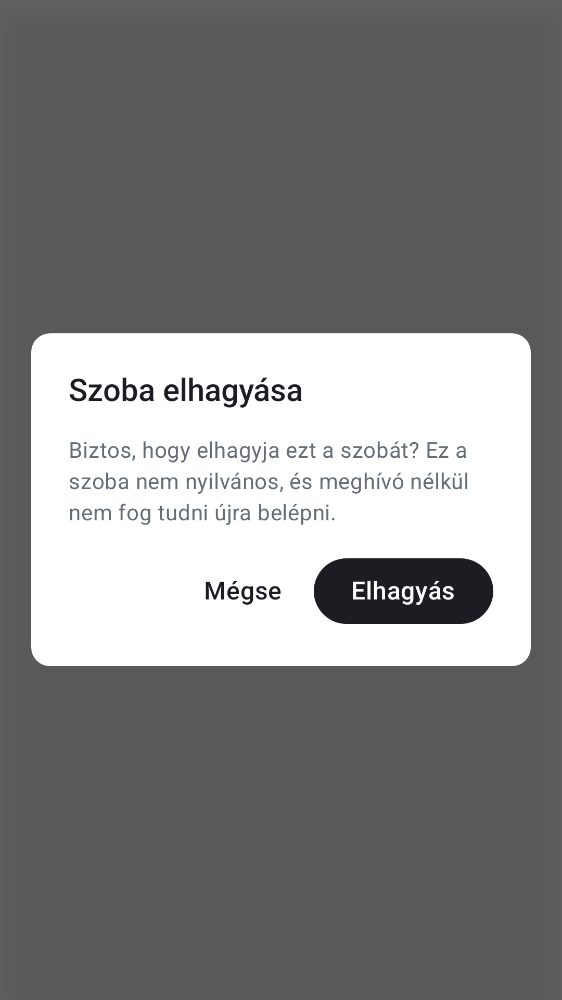 Szoba elhagyása
Biztos, hogy elhagyja ezt a szobát? Ez a
szoba nem nyilvános, és meghívó nélkül
nem fog tudni újra belépni.
Mégse
Elhagyás